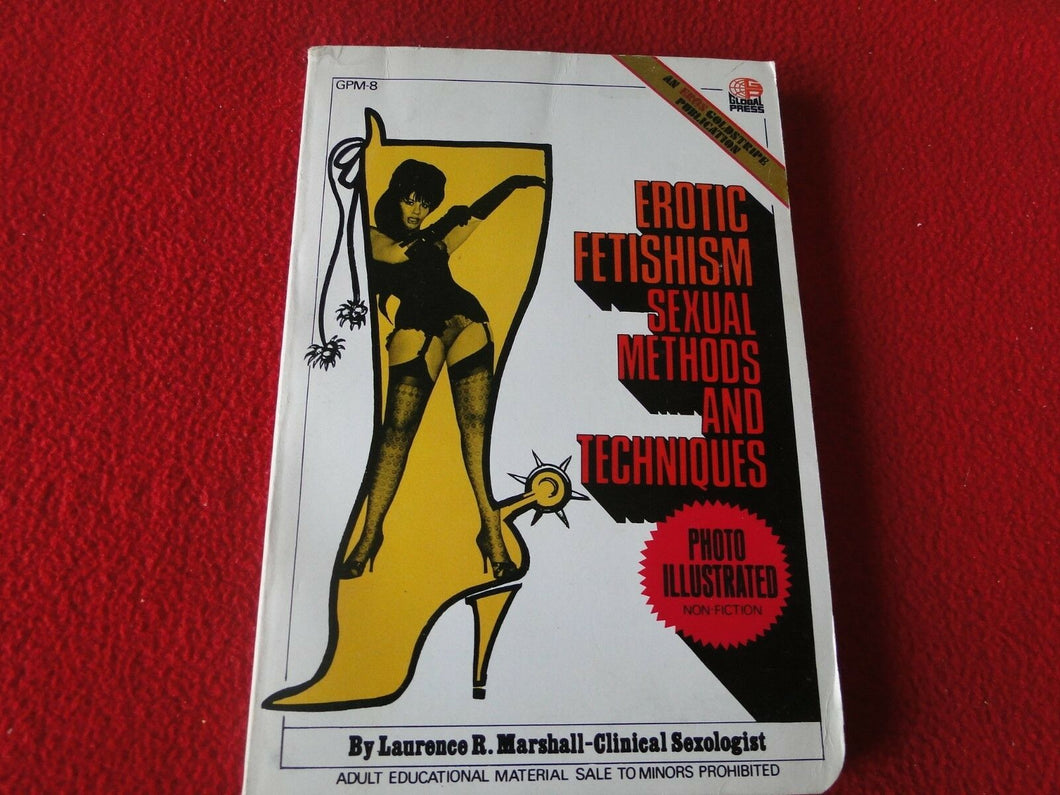 GPM-8
AN EROS GOLDSTRIPE
PUBLICATION
GLOBAL
PRESS
EROTIC
FETISHISM
SEXUAL
METHODS
AND
TECHNIQUES
PHOTO
ILLUSTRATED
NON-FICTION
By Laurence R. Marshall-Clinical Sexologist
ADULT EDUCATIONAL MATERIAL SALE TO MINORS PROHIBITED